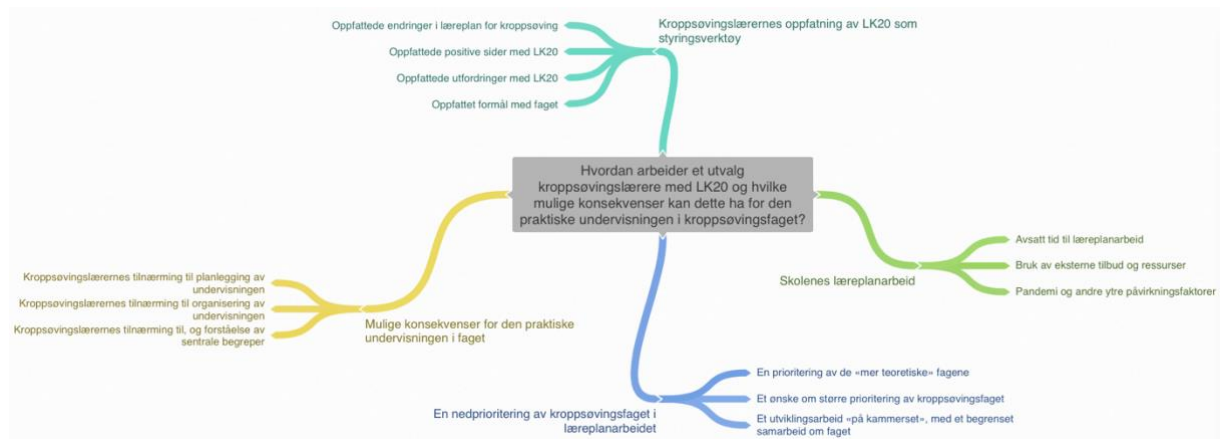 Kroppsøvingslærernes oppfatning av LK20 som
styringsverktøy
Oppfattede endringer i læreplan for kroppsøving
Oppfattede positive sider med LK20
Oppfattede utfordringer med LK20
Oppfattet formål med faget
Hvordan arbeider et utvalg
kroppsøvingslærere med LK20 og hvilke
mulige konsekvenser kan dette ha for den
praktiske undervisningen i kroppsøvingsfaget?
Skolenes læreplanarbeid
Avsatt tid til læreplanarbeid
Bruk av eksterne tilbud og ressurser
Pandemi og andre ytre påvirkningsfaktorer
Kroppsøvingslærernes tilnærming til planlegging av
undervisningen
Kroppsøvingslærernes tilnærming til organisering av
undervisningen
Kroppsøvingslærernes tilnærming til, og forståelse av
sentrale begreper
Mulige konsekvenser for den praktiske
undervisningen i faget
En nedprioritering av kroppsøvingsfaget i
læreplanarbeidet
En prioritering av de «mer teoretiske» fagene
Et ønske om større prioritering av kroppsøvingsfaget
Et utviklingsarbeid «på kammerset», med et begrenset
samarbeid om faget